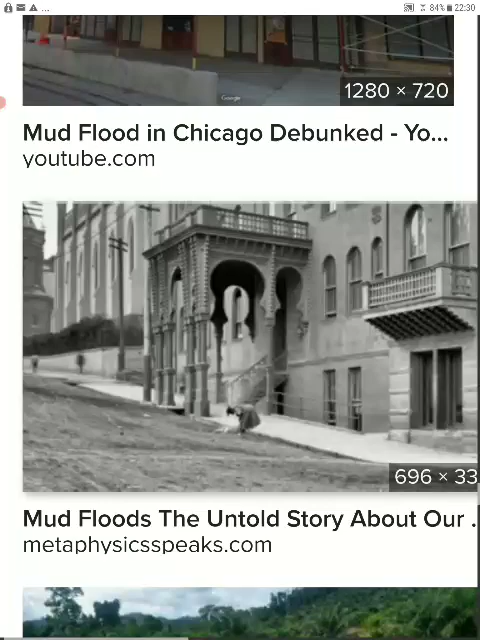 ... 84% 22:30
Google
1280 × 720
Mud Flood in Chicago Debunked - Yo...
youtube.com
696 × 33
Mud Floods The Untold Story About Our .
metaphysicsspeaks.com